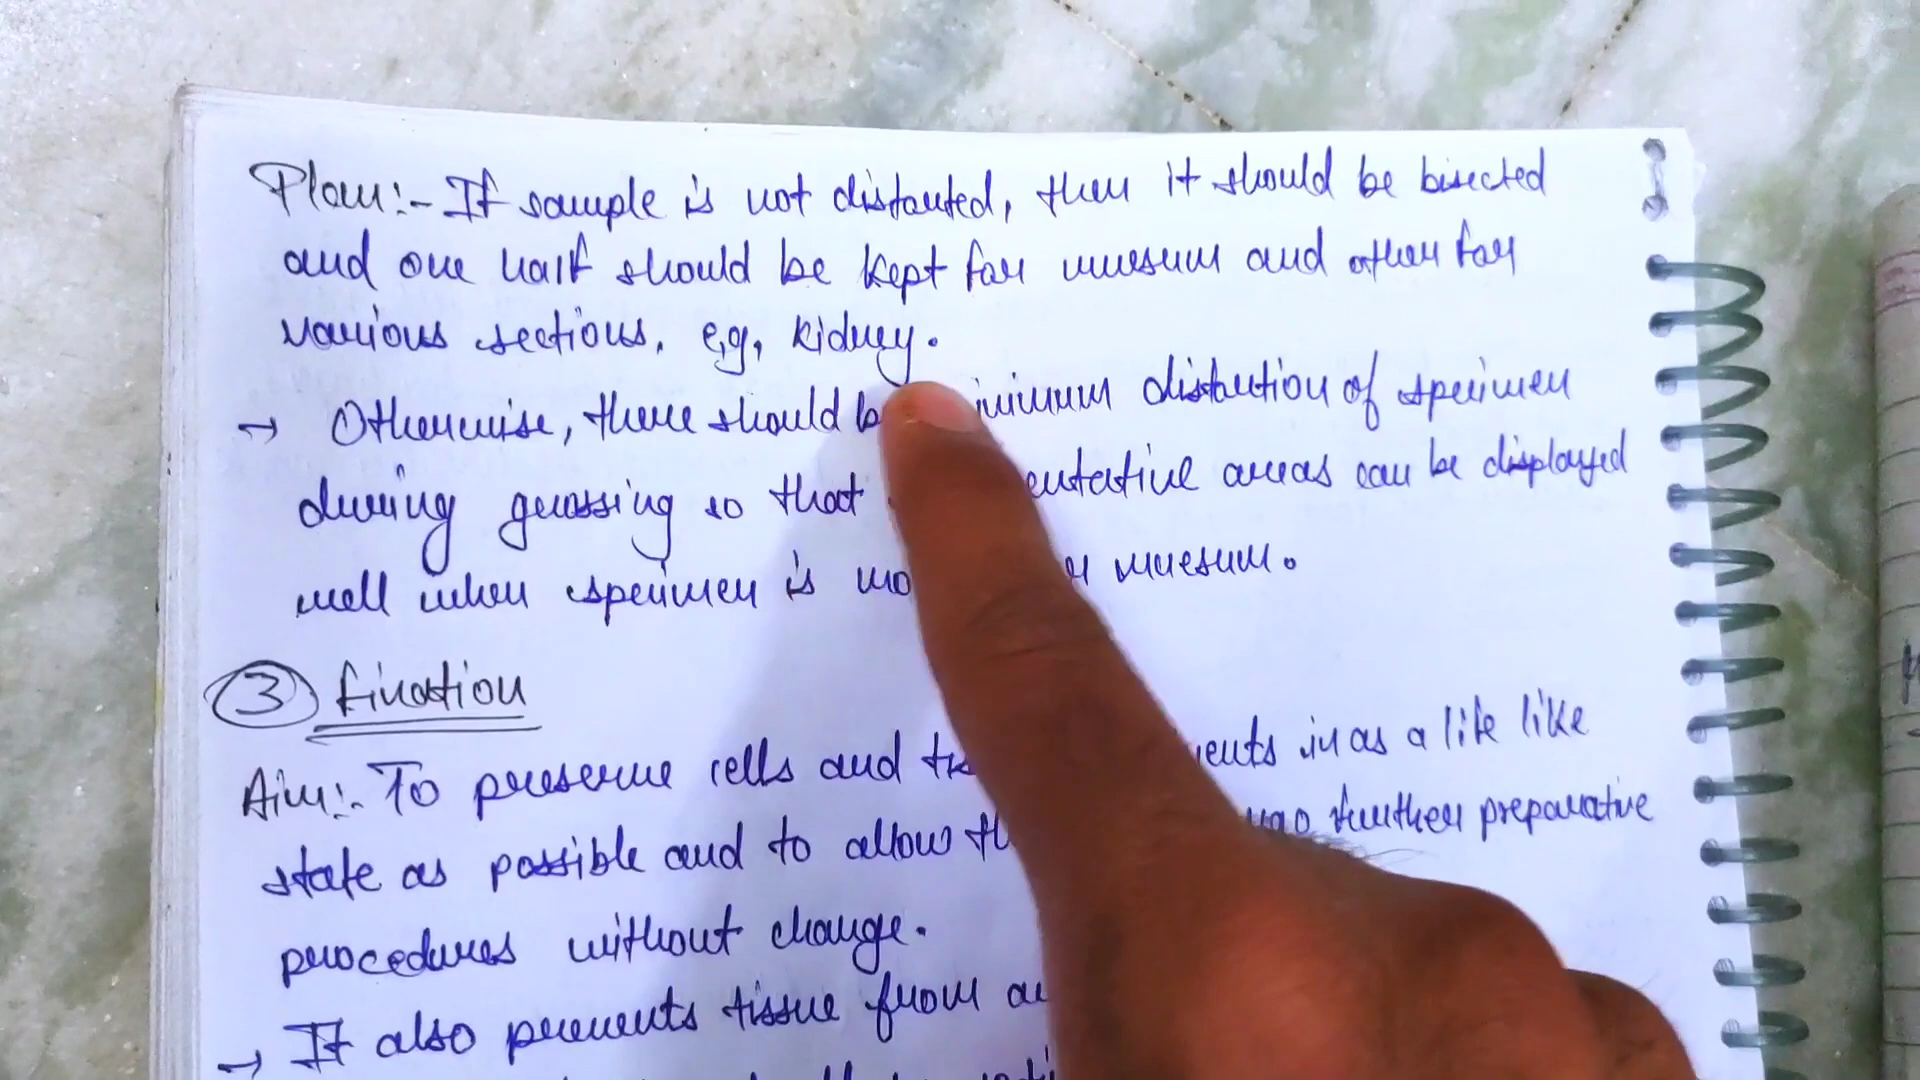 Plan:- If sample is not distorted, then it should be bisected
and one half should be kept for muesum and other for
various sections. e.g, kidney.
→ Otherwise, there should be minimum distortion of specimen
during grossing so that entative areas can be displayed
well when specimen is mo muesum.
③ fixation
Aim:- To preserve cells and in as a life like
state as possible and to allow further preparative
procedures without change.
→ It also prevents tissue from